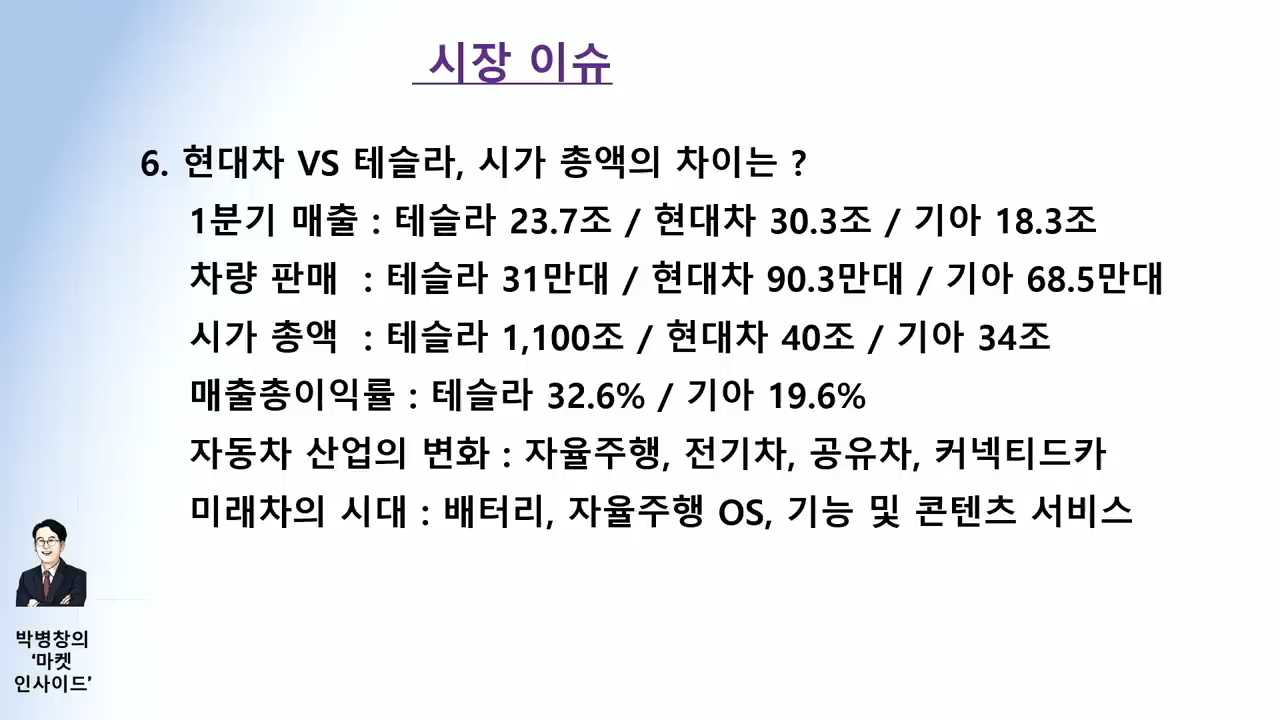 시장 이슈
6. 현대차 VS 테슬라, 시가 총액의 차이는 ?
1분기 매출 : 테슬라 23.7조 / 현대차 30.3조 / 기아 18.3조
차량 판매 : 테슬라 31만대 / 현대차 90.3만대 / 기아 68.5만대
시가 총액 : 테슬라 1,100조 / 현대차 40조 / 기아 34조
매출총이익률 : 테슬라 32.6% / 기아 19.6%
자동차 산업의 변화 : 자율주행, 전기차, 공유차, 커넥티드카
미래차의 시대 : 배터리, 자율주행 OS, 기능 및 콘텐츠 서비스
박병창의
‘마켓
인사이드’